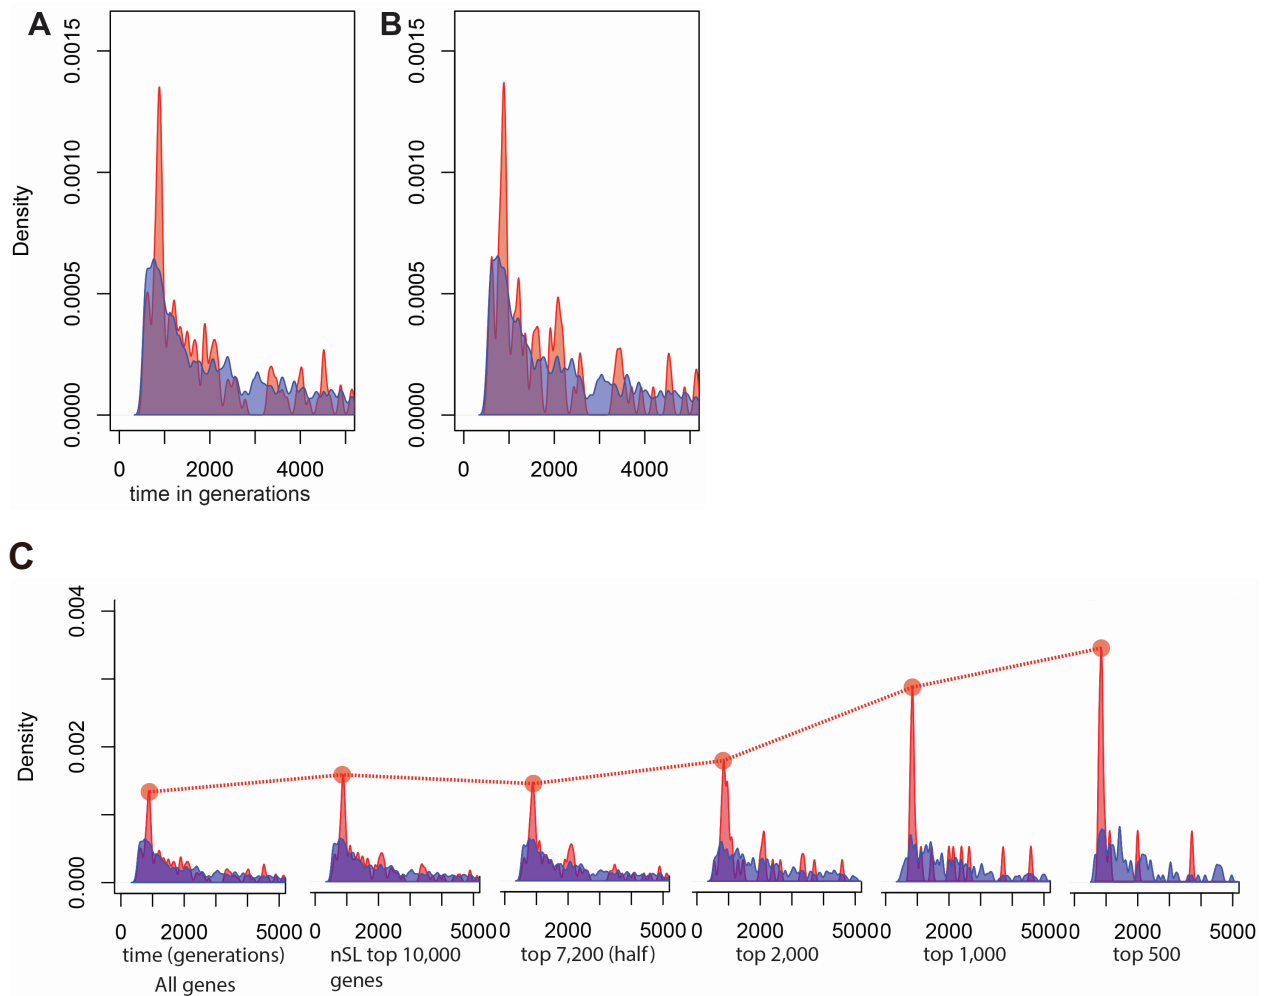 A
B
0.0015
0.0010
0.0005
0.0000
Density
0.0015
0.0010
0.0005
0.0000
0 2000 4000
0 2000 4000
time in generations
C
0.004
0.002
0.000
Density
0 2000 5000 0 2000 5000 0 2000 5000 0 2000 5000 0 2000 5000 0 2000 5000
time (generations) nSL top 10,000 top 7,200 (half) top 2,000 top 1,000 top 500
All genes genes